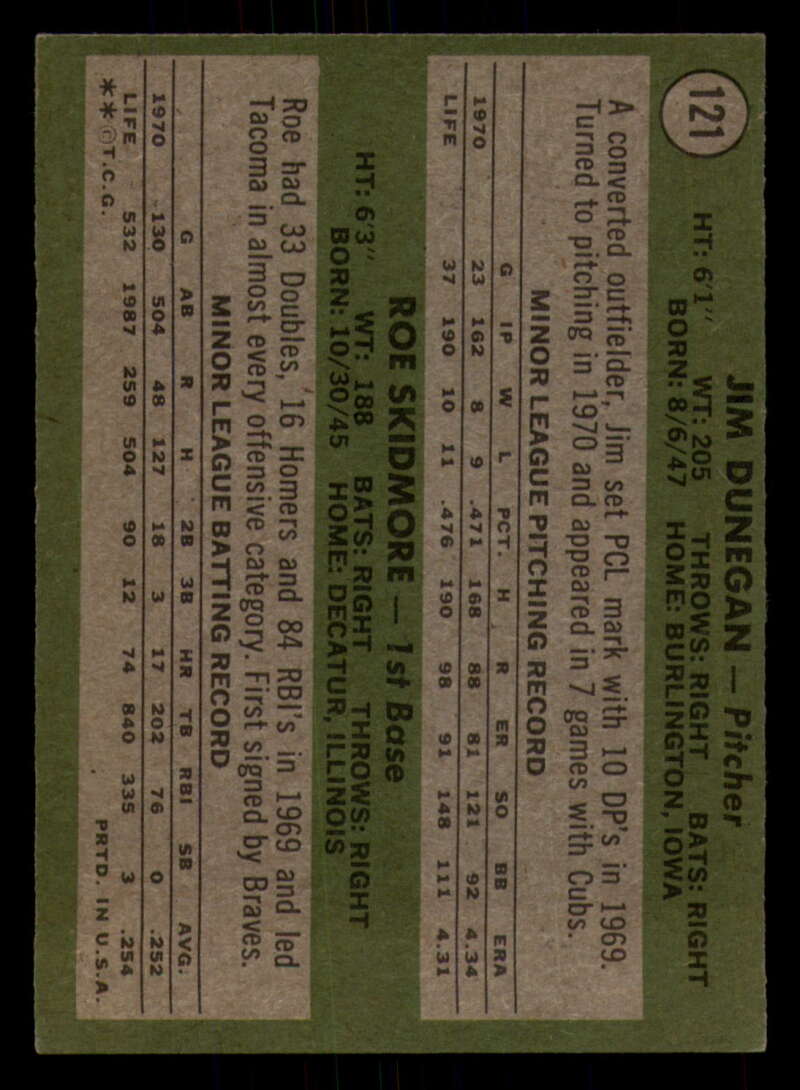 121
JIM DUNEGAN — Pitcher
HT: 6'1" WT: 205 THROWS: RIGHT BATS: RIGHT
BORN: 8/6/47 HOME: BURLINGTON, IOWA
A converted outfielder, Jim set PCL mark with 10 DP's in 1969.
Turned to pitching in 1970 and appeared in 7 games with Cubs.
MINOR LEAGUE PITCHING RECORD
G IP W L PCT. H R ER SO BB ERA
1970 23 162 8 9 .471 168 88 81 121 92 4.34
LIFE 37 190 10 11 .476 190 98 91 148 111 4.31
ROE SKIDMORE — 1st Base
HT: 6'3" WT: 188 BATS: RIGHT THROWS: RIGHT
BORN: 10/30/45 HOME: DECATUR, ILLINOIS
Roe had 33 Doubles, 16 Homers and 84 RBI's in 1969 and led
Tacoma in almost every offensive category. First signed by Braves.
MINOR LEAGUE BATTING RECORD
G AB R H 2B 3B HR TB RBI SB AVG.
1970 130 504 48 127 18 3 17 202 76 0 .252
LIFE 532 1987 259 504 90 12 74 840 335 3 .254
**©T.C.G. PRTD. IN U.S.A.